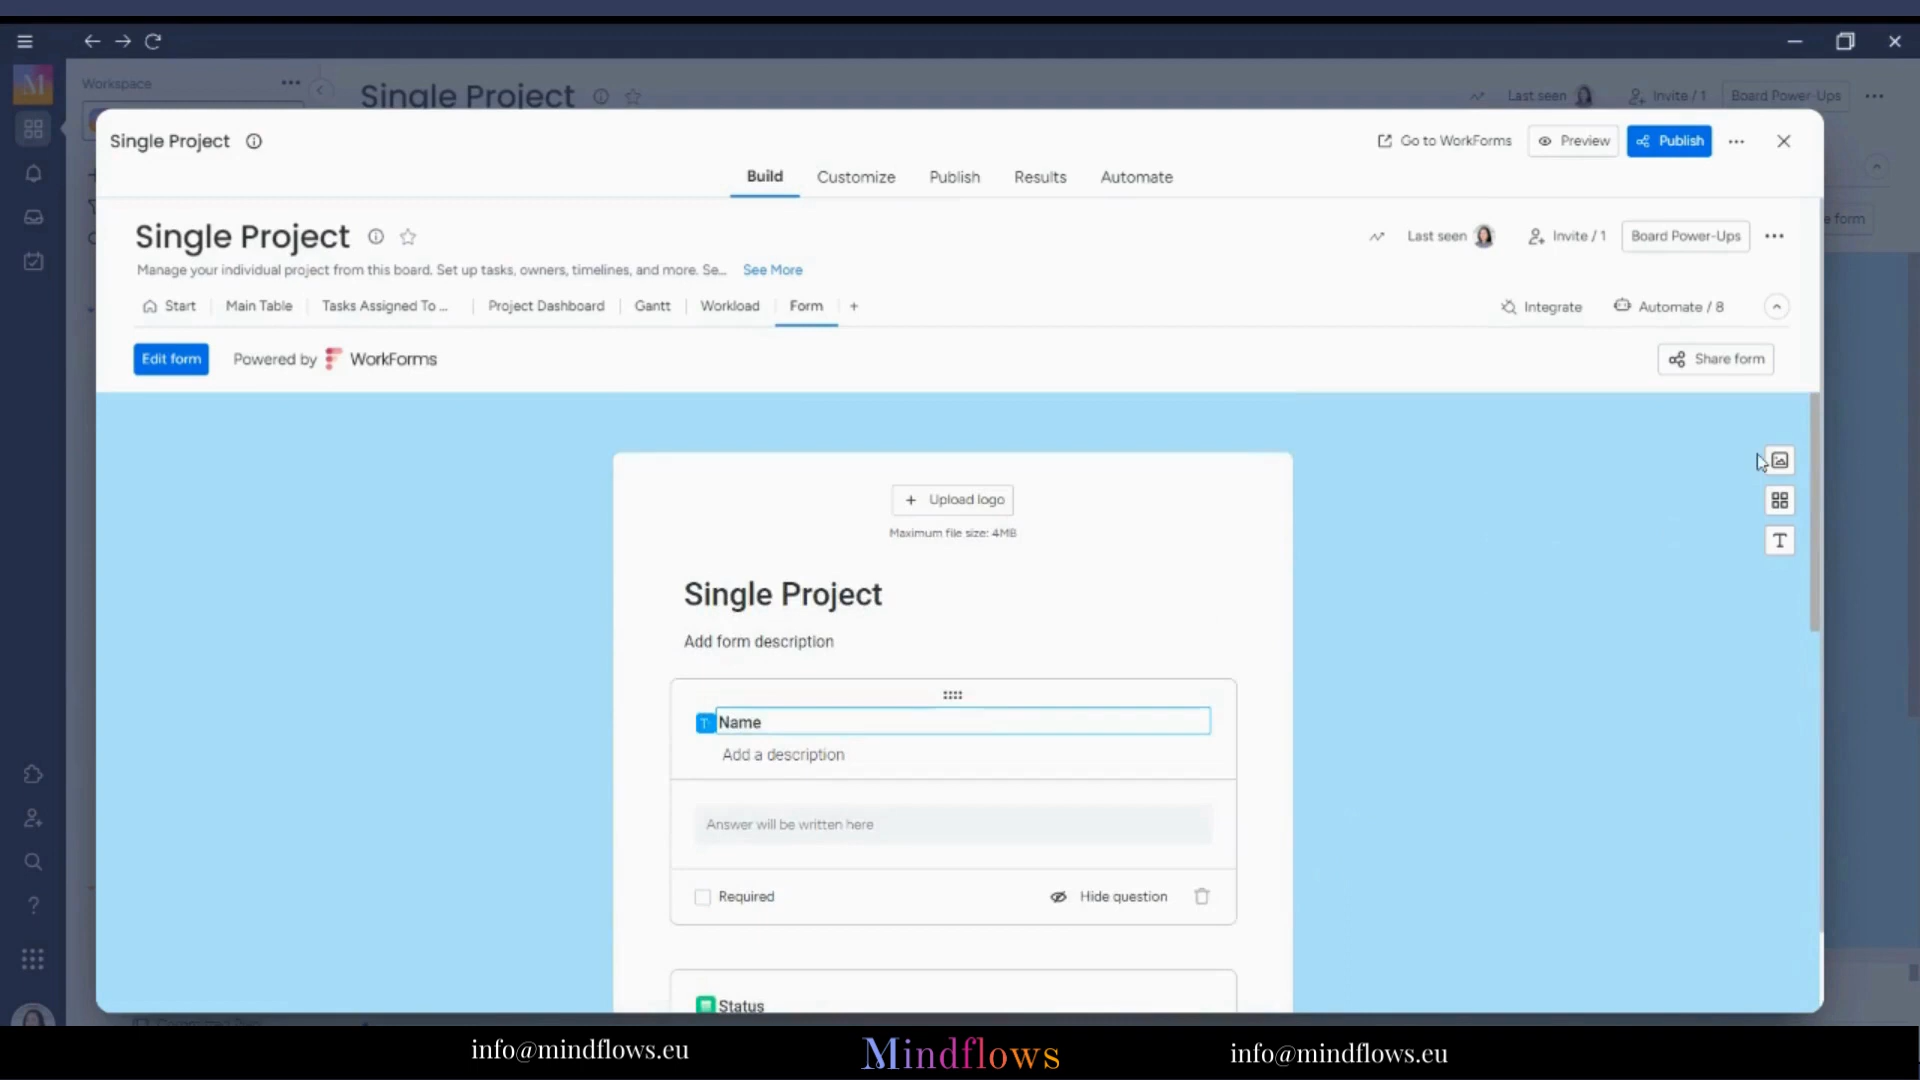 Workspace
Single Project
Last seen
Invite / 1
Board Power-Ups
Single Project
Go to WorkForms
Preview
Publish
Build
Customize
Publish
Results
Automate
Single Project
Last seen
Invite / 1
Board Power-Ups
Manage your individual project from this board. Set up tasks, owners, timelines, and more. Se... See More
Start
Main Table
Tasks Assigned To ...
Project Dashboard
Gantt
Workload
Form
+
Integrate
Automate / 8
Edit form
Powered by WorkForms
Share form
e form
+ Upload logo
Maximum file size: 4MB
Single Project
Add form description
Name
Add a description
Answer will be written here
Required
Hide question
Status
info@mindflows.eu
Mindflows
info@mindflows.eu